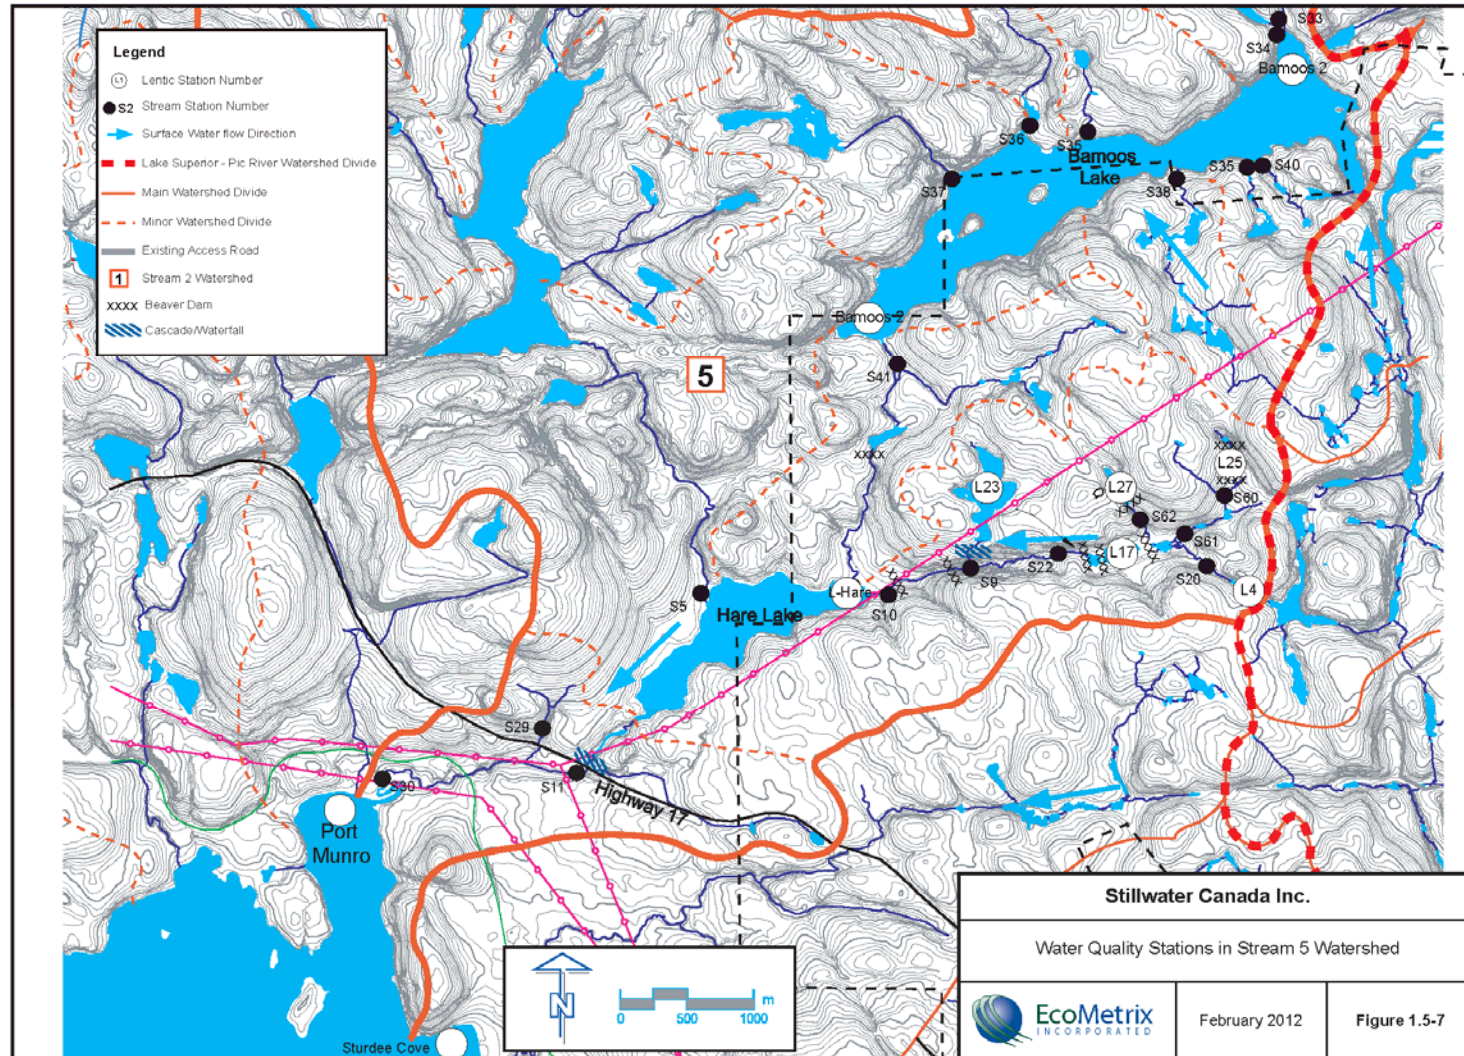 Legend
L1 Lentic Station Number
S2 Stream Station Number
Surface Water flow Direction
Lake Superior - Pic River Watershed Divide
Main Watershed Divide
Minor Watershed Divide
Existing Access Road
1 Stream 2 Watershed
xxxx Beaver Dam
Cascade/Waterfall
S33
S34
Bamoos 2
S36
S35
Bamoos
Lake
S35
S40
S37
S38
Bamoos 2
5
S41
xxxx
xxxx
L25
xxxx
L23
L27
S60
S62
S61
L17
S22
S9
xxxx
xxxx
xxxx
xxxx
S20
L4
S5
L-Hare
xxxx
S10
Hare Lake
S29
S11
Highway 17
S30
Port
Munro
Sturdee Cove
N
m
0 500 1000
Stillwater Canada Inc.
Water Quality Stations in Stream 5 Watershed
EcoMetrix
INCORPORATED
February 2012
Figure 1.5-7